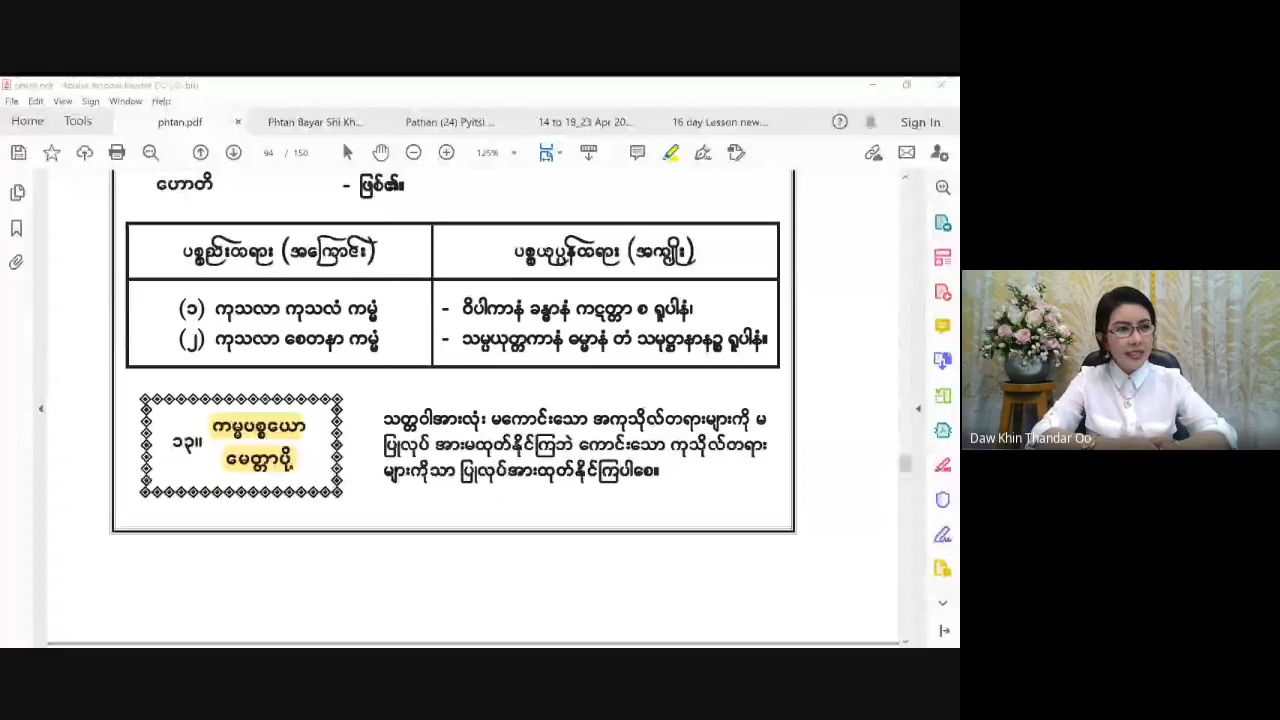 File Edit View Sign Window Help
Home Tools phtan.pdf × Phtan Bayar Shi Kh... Pathan (24) Pyitsi ... 14 to 19_23 Apr 20... 16 day Lesson new... Sign In
94 / 150 125%
ဟောတိ - ဖြစ်၏။
ပစ္စည်းတရား (အကြောင်း) ပစ္စယုပ္ပန်တရား (အကျိုး)
(၁) ကုသလာ ကုသလံ ကမ္မံ - ဝိပါကာနံ ခန္ဓာနံ ကဋတ္တာ စ ရူပါနံ၊
(၂) ကုသလာ စေတနာ ကမ္မံ - သမ္ပယုတ္တကာနံ ဓမ္မာနံ တံ သမုဋ္ဌာနာနဉ္စ ရူပါနံ။
၁၃။ ကမ္မပစ္စယော
မေတ္တာပို့
သတ္တဝါအားလုံး မကောင်းသော အကုသိုလ်တရားများကို မ
ပြုလုပ် အားမထုတ်နိုင်ကြဘဲ ကောင်းသော ကုသိုလ်တရား
များကိုသာ ပြုလုပ်အားထုတ်နိုင်ကြပါစေ။
Daw Khin Thandar Oo